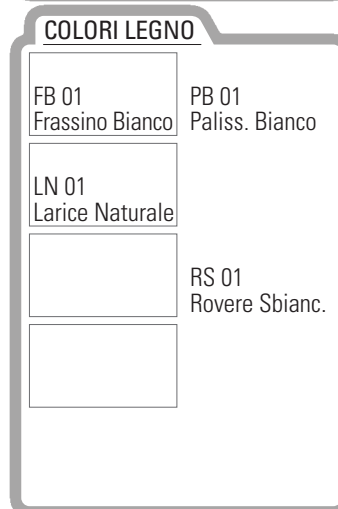 COLORI LEGNO
FB 01
Frassino Bianco
PB 01
Paliss. Bianco
LN 01
Larice Naturale
RS 01
Rovere Sbianc.